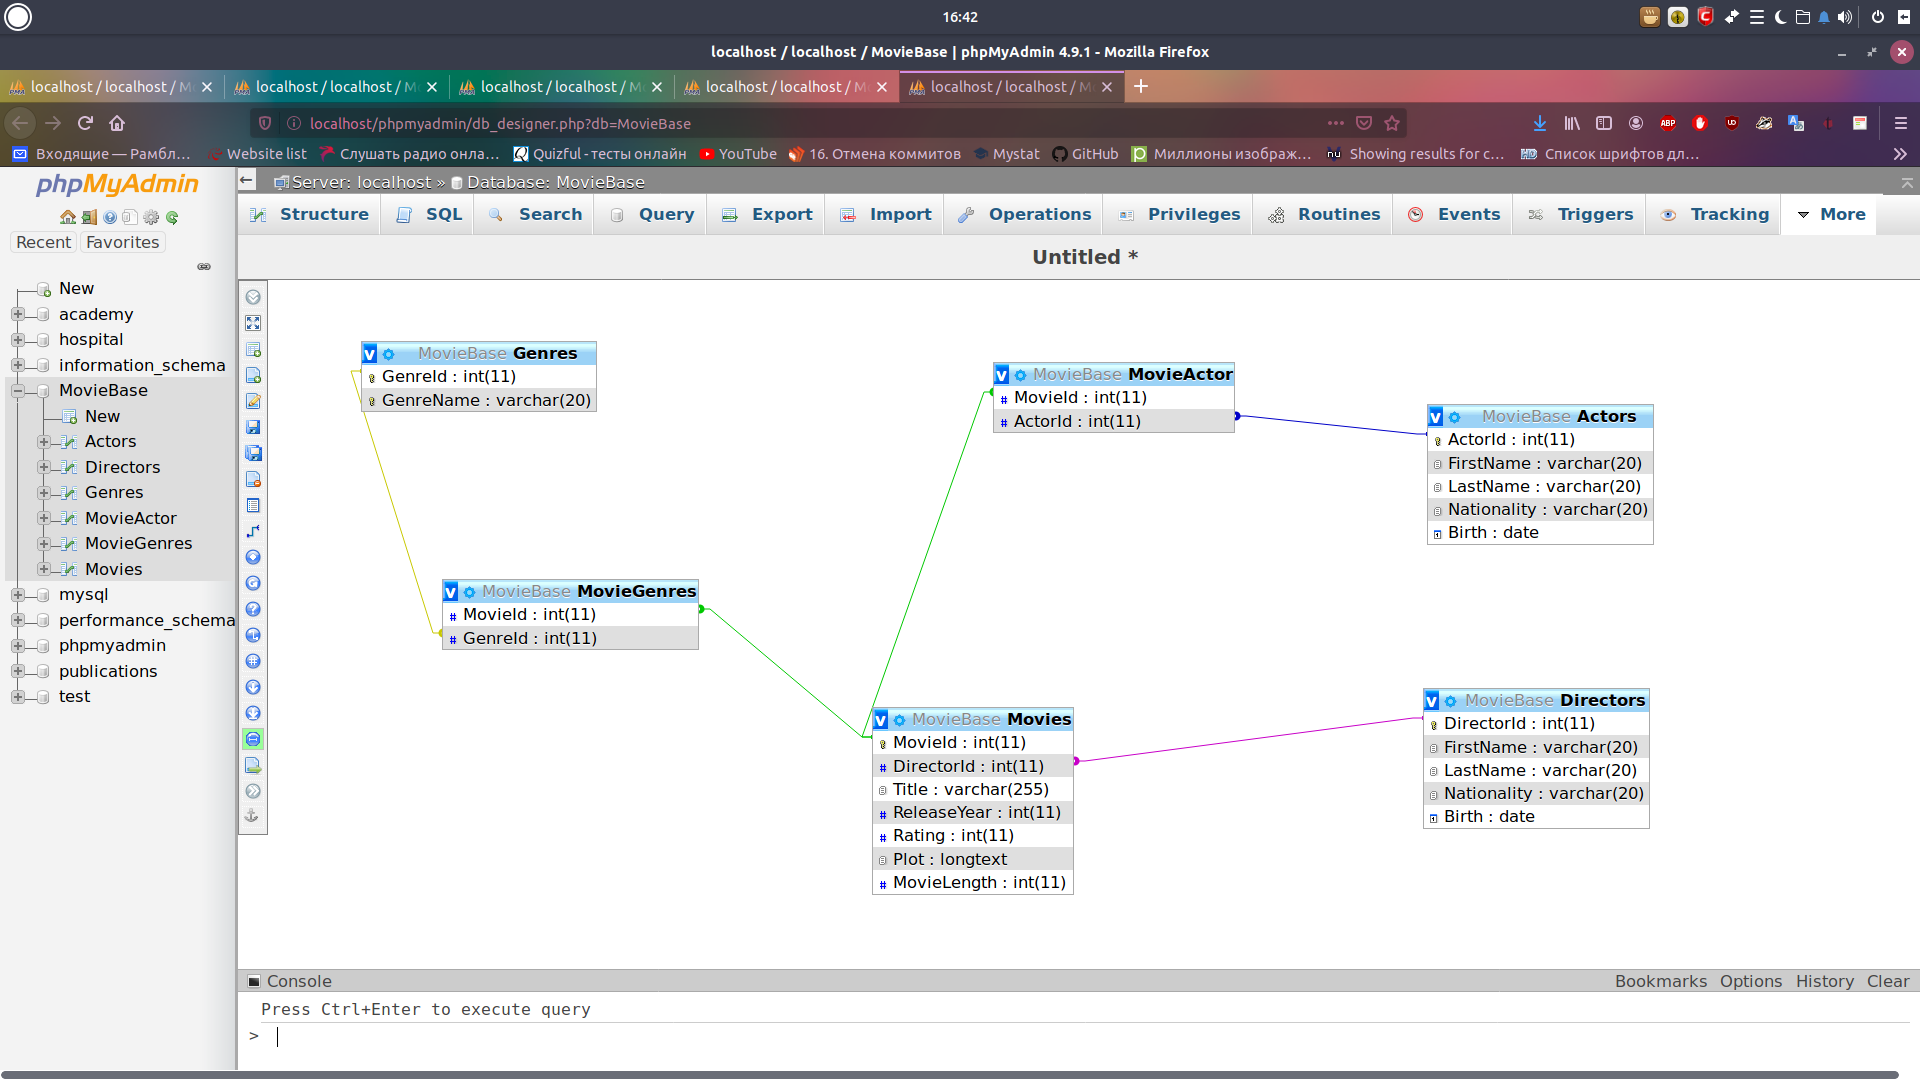 16:42
localhost / localhost / MovieBase | phpMyAdmin 4.9.1 - Mozilla Firefox
localhost / localhost / M
localhost / localhost / M
localhost / localhost / M
localhost / localhost / M
localhost / localhost / M
localhost/phpmyadmin/db_designer.php?db=MovieBase
Входящие — Рамбл…
Website list
Слушать радио онла…
Quizful - тесты онлайн
YouTube
16. Отмена коммитов
Mystat
GitHub
Миллионы изображ…
Showing results for c…
Список шрифтов дл…
phpMyAdmin
Recent
Favorites
New
academy
hospital
information_schema
MovieBase
New
Actors
Directors
Genres
MovieActor
MovieGenres
Movies
mysql
performance_schema
phpmyadmin
publications
test
Server: localhost » Database: MovieBase
Structure
SQL
Search
Query
Export
Import
Operations
Privileges
Routines
Events
Triggers
Tracking
More
Untitled *
MovieBase Genres
GenreId : int(11)
GenreName : varchar(20)
MovieBase MovieActor
MovieId : int(11)
ActorId : int(11)
MovieBase Actors
ActorId : int(11)
FirstName : varchar(20)
LastName : varchar(20)
Nationality : varchar(20)
Birth : date
MovieBase MovieGenres
MovieId : int(11)
GenreId : int(11)
MovieBase Movies
MovieId : int(11)
DirectorId : int(11)
Title : varchar(255)
ReleaseYear : int(11)
Rating : int(11)
Plot : longtext
MovieLength : int(11)
MovieBase Directors
DirectorId : int(11)
FirstName : varchar(20)
LastName : varchar(20)
Nationality : varchar(20)
Birth : date
Console
Bookmarks
Options
History
Clear
Press Ctrl+Enter to execute query
>